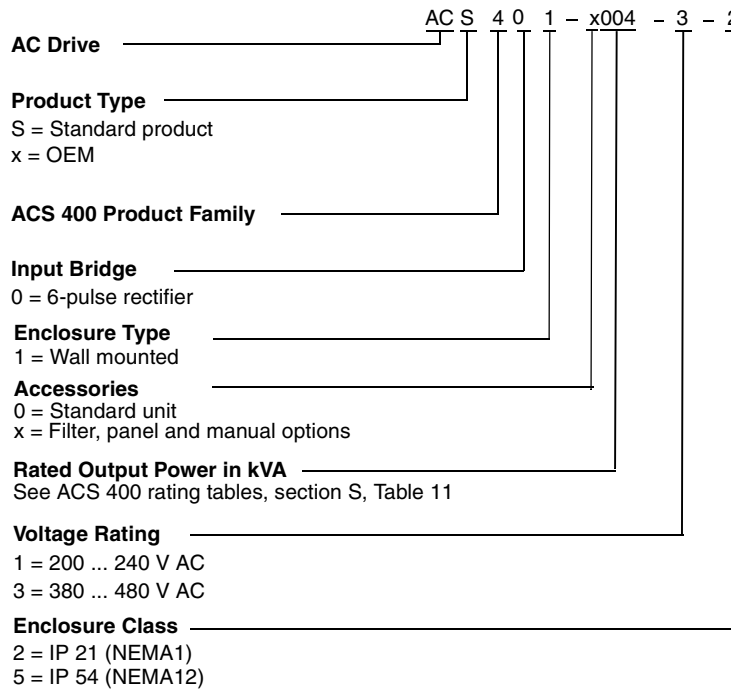 AC S 4 0 1 – x004 – 3 – 2
AC Drive
Product Type
S = Standard product
x = OEM
ACS 400 Product Family
Input Bridge
0 = 6-pulse rectifier
Enclosure Type
1 = Wall mounted
Accessories
0 = Standard unit
x = Filter, panel and manual options
Rated Output Power in kVA
See ACS 400 rating tables, section S, Table 11
Voltage Rating
1 = 200 ... 240 V AC
3 = 380 ... 480 V AC
Enclosure Class
2 = IP 21 (NEMA1)
5 = IP 54 (NEMA12)